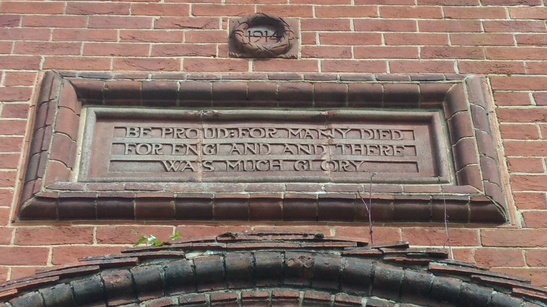 1914
BE PROUD: FOR MANY DIED
FOR ENGLAND AND THERE
WAS MUCH GLORY